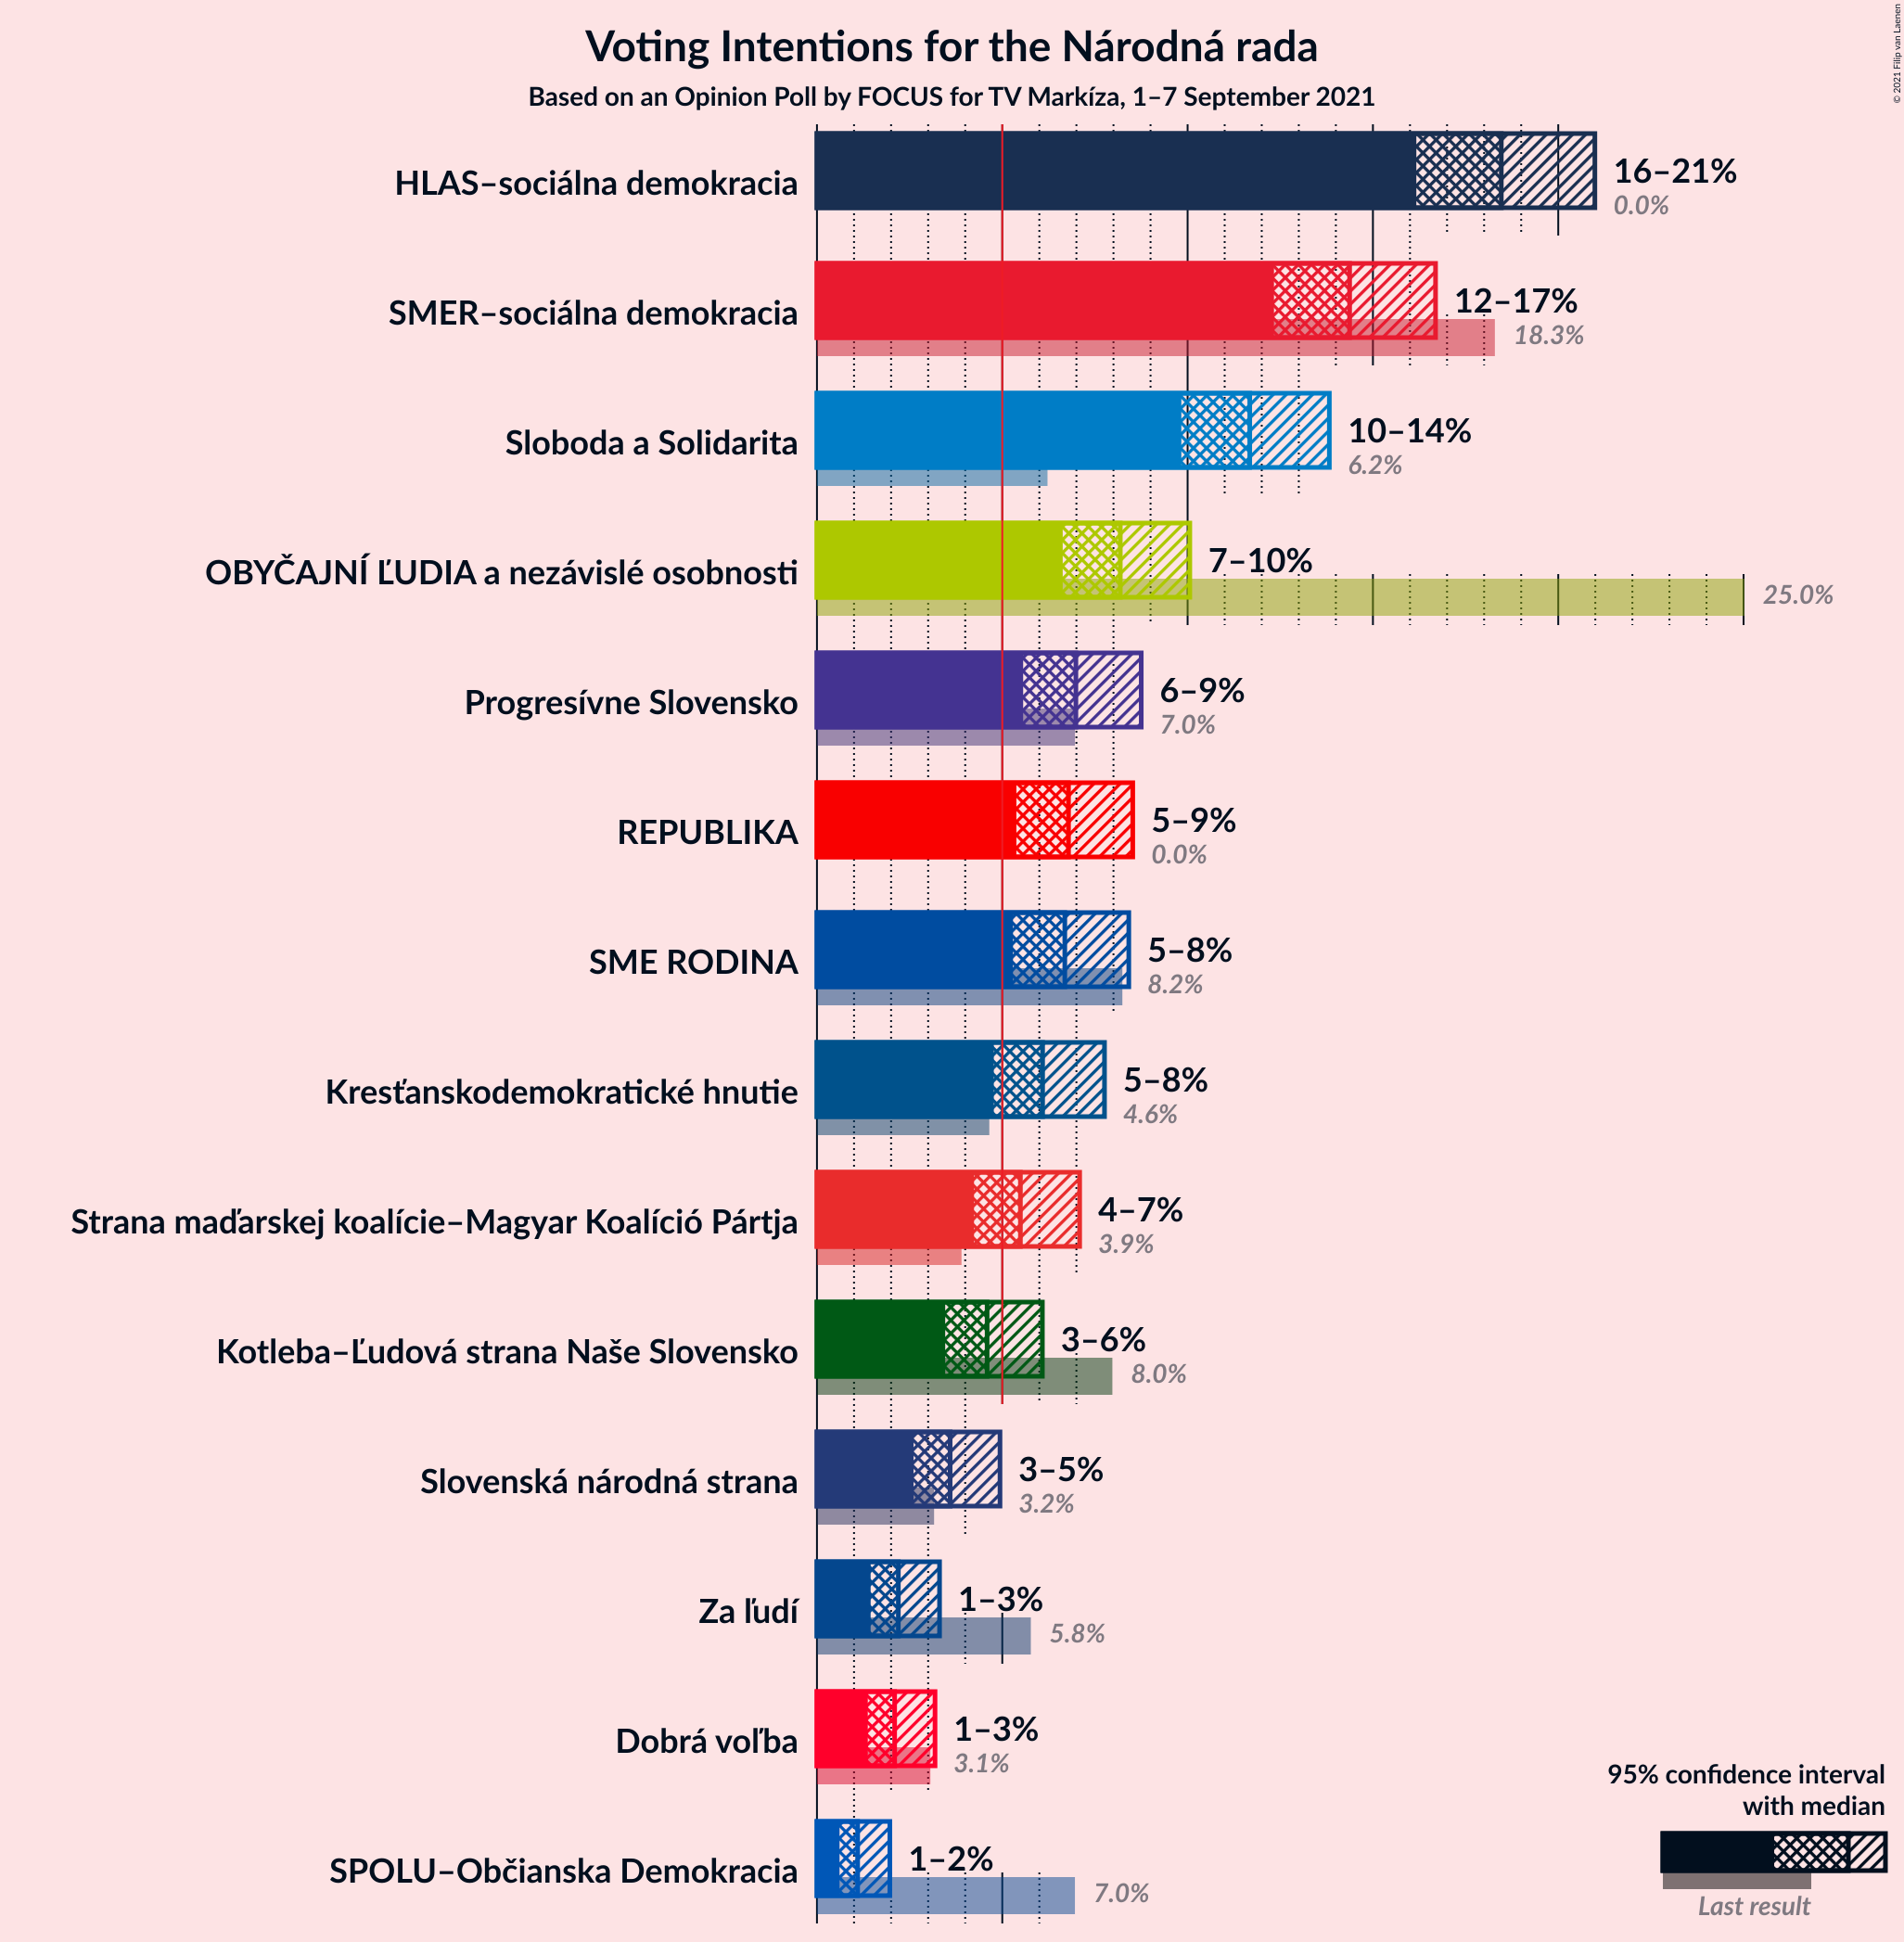 Voting Intentions for the Národná rada
Based on an Opinion Poll by FOCUS for TV Markíza, 1–7 September 2021
© 2021 Filip van Laenen
HLAS–sociálna demokracia
16–21%
0.0%
SMER–sociálna demokracia
12–17%
18.3%
Sloboda a Solidarita
10–14%
6.2%
OBYČAJNÍ ĽUDIA a nezávislé osobnosti
7–10%
25.0%
Progresívne Slovensko
6–9%
7.0%
REPUBLIKA
5–9%
0.0%
SME RODINA
5–8%
8.2%
Kresťanskodemokratické hnutie
5–8%
4.6%
Strana maďarskej koalície–Magyar Koalíció Pártja
4–7%
3.9%
Kotleba–Ľudová strana Naše Slovensko
3–6%
8.0%
Slovenská národná strana
3–5%
3.2%
Za ľudí
1–3%
5.8%
Dobrá voľba
1–3%
3.1%
SPOLU–Občianska Demokracia
1–2%
7.0%
95% confidence interval
with median
Last result